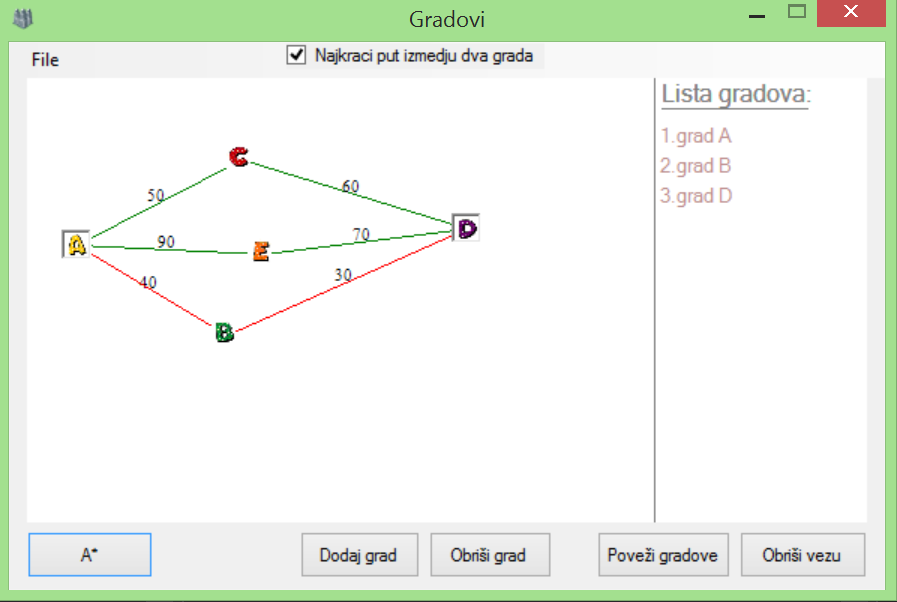 Gradovi
File
Najkraci put izmedju dva grada
Lista gradova:
1.grad A
2.grad B
3.grad D
C
50
60
A
90
E
70
D
40
30
B
A*
Dodaj grad
Obriši grad
Poveži gradove
Obriši vezu